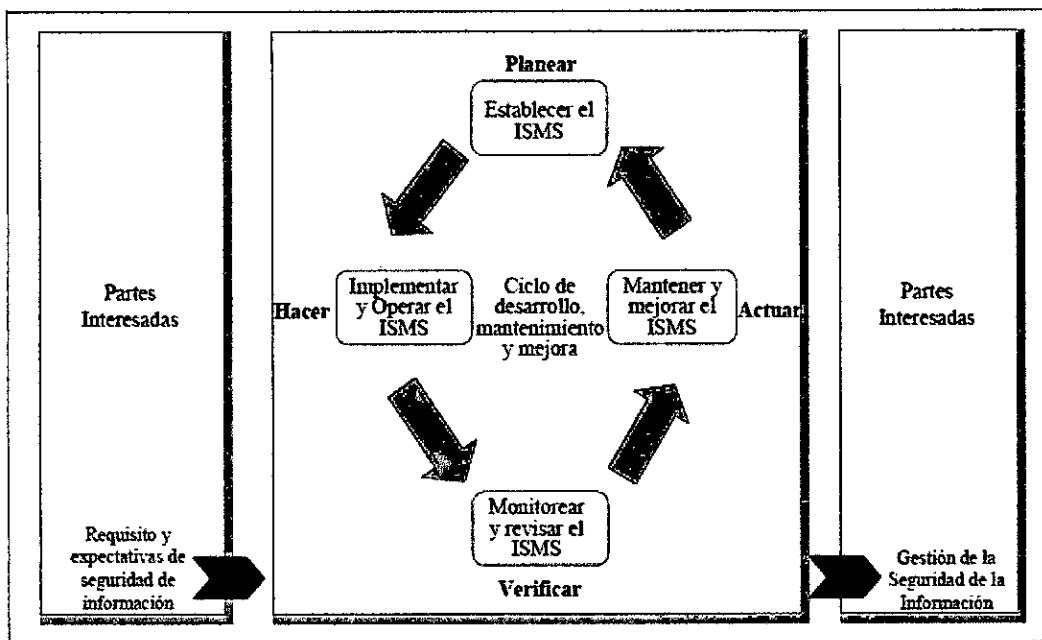 Partes
Interesadas
Requisito y
expectativas de
seguridad de
información
Planear
Establecer el
ISMS
Hacer
Implementar
y Operar el
ISMS
Ciclo de
desarrollo,
mantenimiento
y mejora
Mantener y
mejorar el
ISMS
Actuar
Monitorear
y revisar el
ISMS
Verificar
Partes
Interesadas
Gestión de la
Seguridad de la
Información